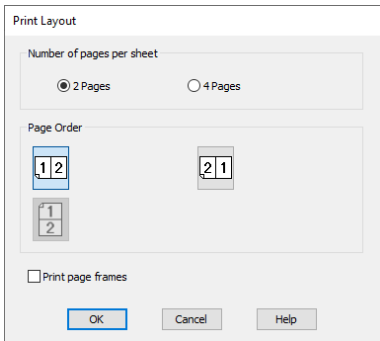 Print Layout
Number of pages per sheet
2 Pages
4 Pages
Page Order
1 2
2 1
1
2
Print page frames
OK
Cancel
Help